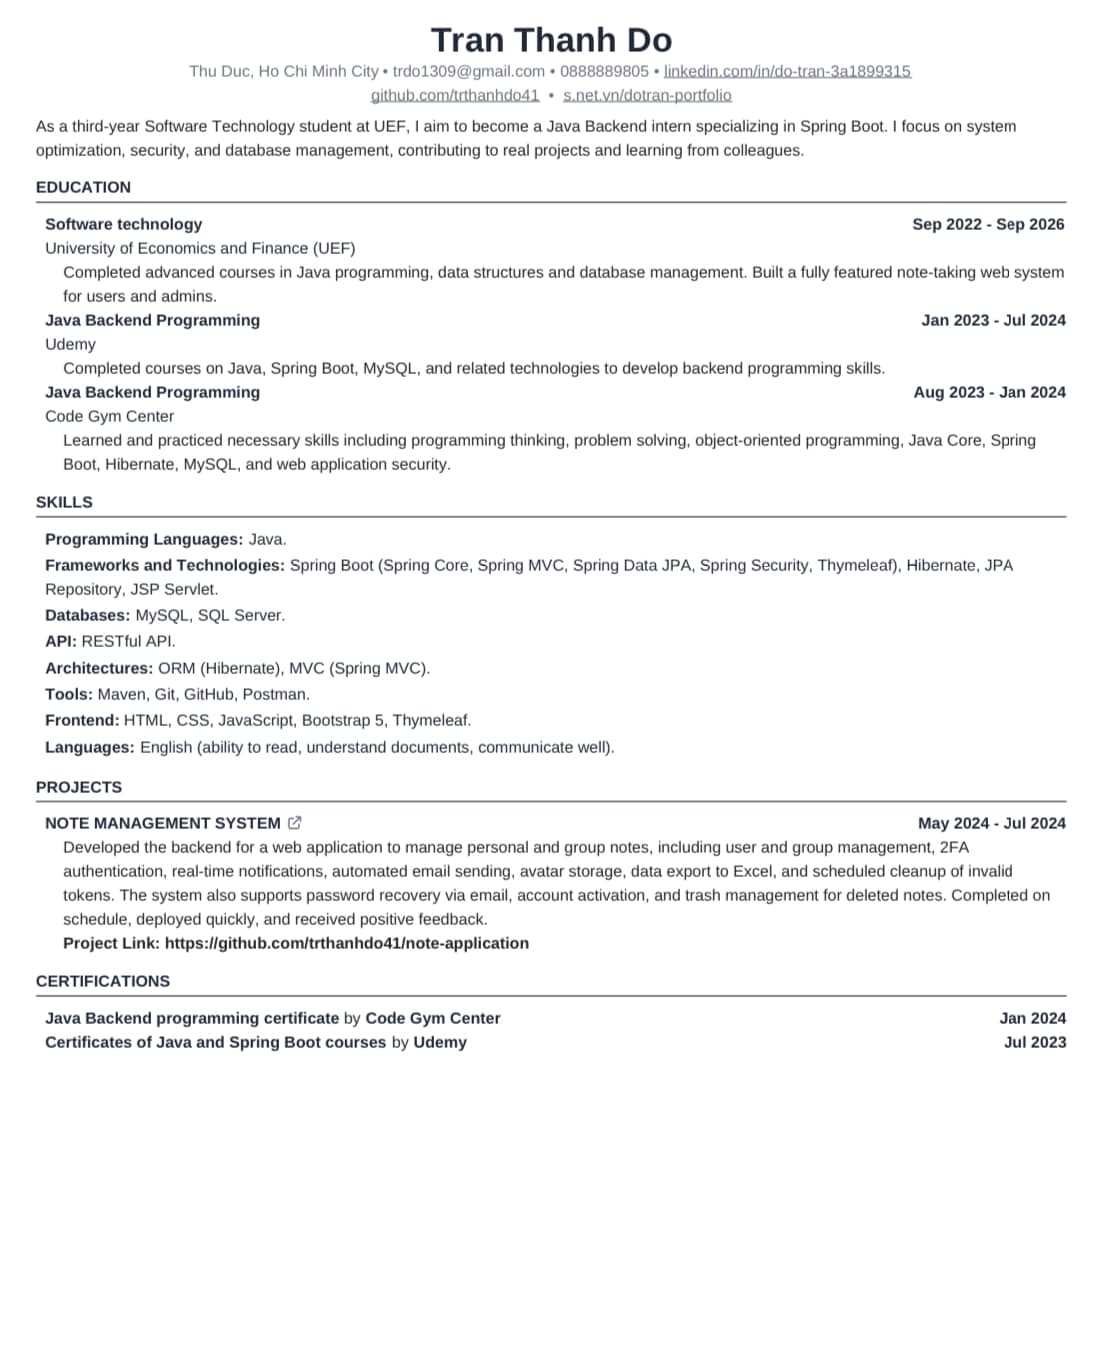 Tran Thanh Do
Thu Duc, Ho Chi Minh City • trdo1309@gmail.com • 0888889805 • linkedin.com/in/do-tran-3a1899315
github.com/trthanhdo41 • s.net.vn/dotran-portfolio
As a third-year Software Technology student at UEF, I aim to become a Java Backend intern specializing in Spring Boot. I focus on system
optimization, security, and database management, contributing to real projects and learning from colleagues.
EDUCATION
Software technology Sep 2022 - Sep 2026
University of Economics and Finance (UEF)
Completed advanced courses in Java programming, data structures and database management. Built a fully featured note-taking web system
for users and admins.
Java Backend Programming Jan 2023 - Jul 2024
Udemy
Completed courses on Java, Spring Boot, MySQL, and related technologies to develop backend programming skills.
Java Backend Programming Aug 2023 - Jan 2024
Code Gym Center
Learned and practiced necessary skills including programming thinking, problem solving, object-oriented programming, Java Core, Spring
Boot, Hibernate, MySQL, and web application security.
SKILLS
Programming Languages: Java.
Frameworks and Technologies: Spring Boot (Spring Core, Spring MVC, Spring Data JPA, Spring Security, Thymeleaf), Hibernate, JPA
Repository, JSP Servlet.
Databases: MySQL, SQL Server.
API: RESTful API.
Architectures: ORM (Hibernate), MVC (Spring MVC).
Tools: Maven, Git, GitHub, Postman.
Frontend: HTML, CSS, JavaScript, Bootstrap 5, Thymeleaf.
Languages: English (ability to read, understand documents, communicate well).
PROJECTS
NOTE MANAGEMENT SYSTEM May 2024 - Jul 2024
Developed the backend for a web application to manage personal and group notes, including user and group management, 2FA
authentication, real-time notifications, automated email sending, avatar storage, data export to Excel, and scheduled cleanup of invalid
tokens. The system also supports password recovery via email, account activation, and trash management for deleted notes. Completed on
schedule, deployed quickly, and received positive feedback.
Project Link: https://github.com/trthanhdo41/note-application
CERTIFICATIONS
Java Backend programming certificate by Code Gym Center Jan 2024
Certificates of Java and Spring Boot courses by Udemy Jul 2023